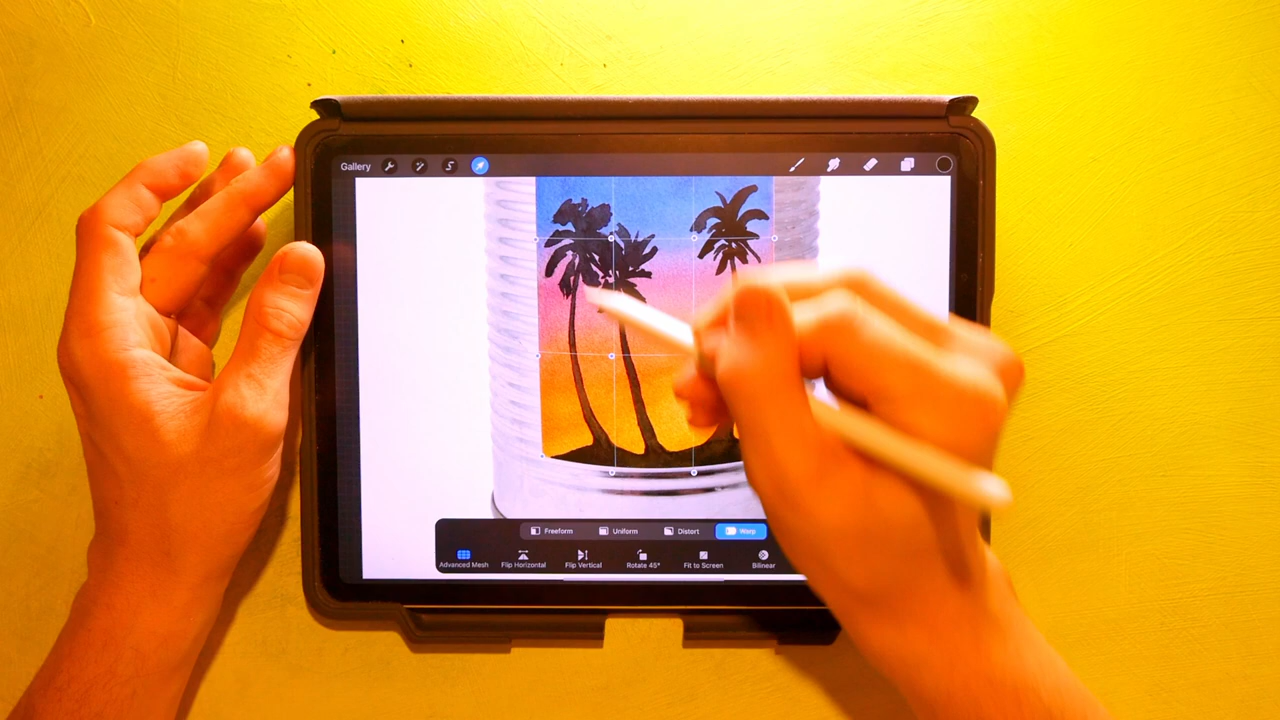 Gallery
Freeform Uniform Distort Warp
Advanced Mesh Flip Horizontal Flip Vertical Rotate 45° Fit to Screen Bilinear